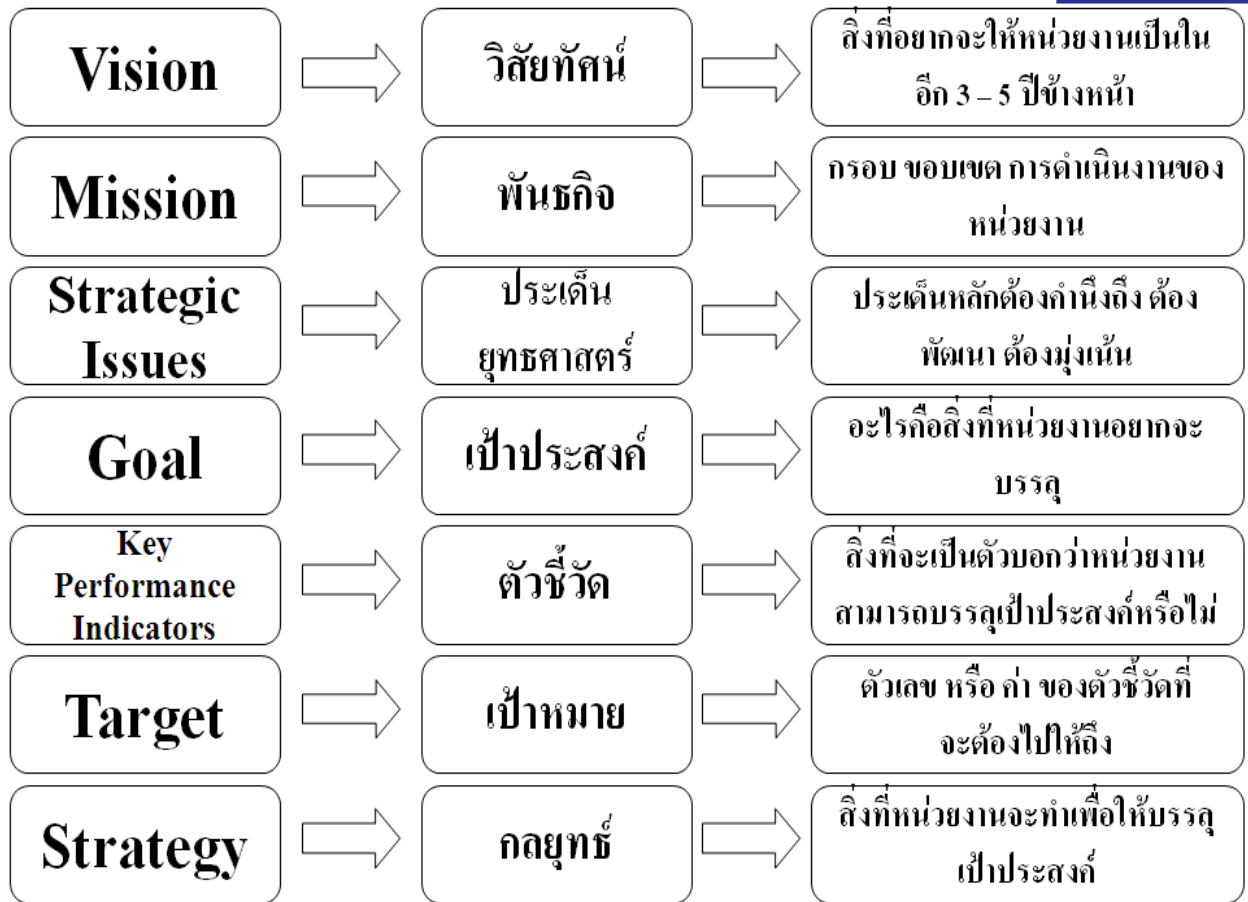 Vision
วิสัยทัศน์
สิ่งที่อยากจะให้หน่วยงานเป็นใน
อีก 3 – 5 ปีข้างหน้า
Mission
พันธกิจ
กรอบ ขอบเขต การดำเนินงานของ
หน่วยงาน
Strategic
Issues
ประเด็น
ยุทธศาสตร์
ประเด็นหลักต้องคำนึงถึง ต้อง
พัฒนา ต้องมุ่งเน้น
Goal
เป้าประสงค์
อะไรคือสิ่งที่หน่วยงานอยากจะ
บรรลุ
Key
Performance
Indicators
ตัวชี้วัด
สิ่งที่จะเป็นตัวบอกว่าหน่วยงาน
สามารถบรรลุเป้าประสงค์หรือไม่
Target
เป้าหมาย
ตัวเลข หรือ ค่า ของตัวชี้วัดที่
จะต้องไปให้ถึง
Strategy
กลยุทธ์
สิ่งที่หน่วยงานจะทำเพื่อให้บรรลุ
เป้าประสงค์